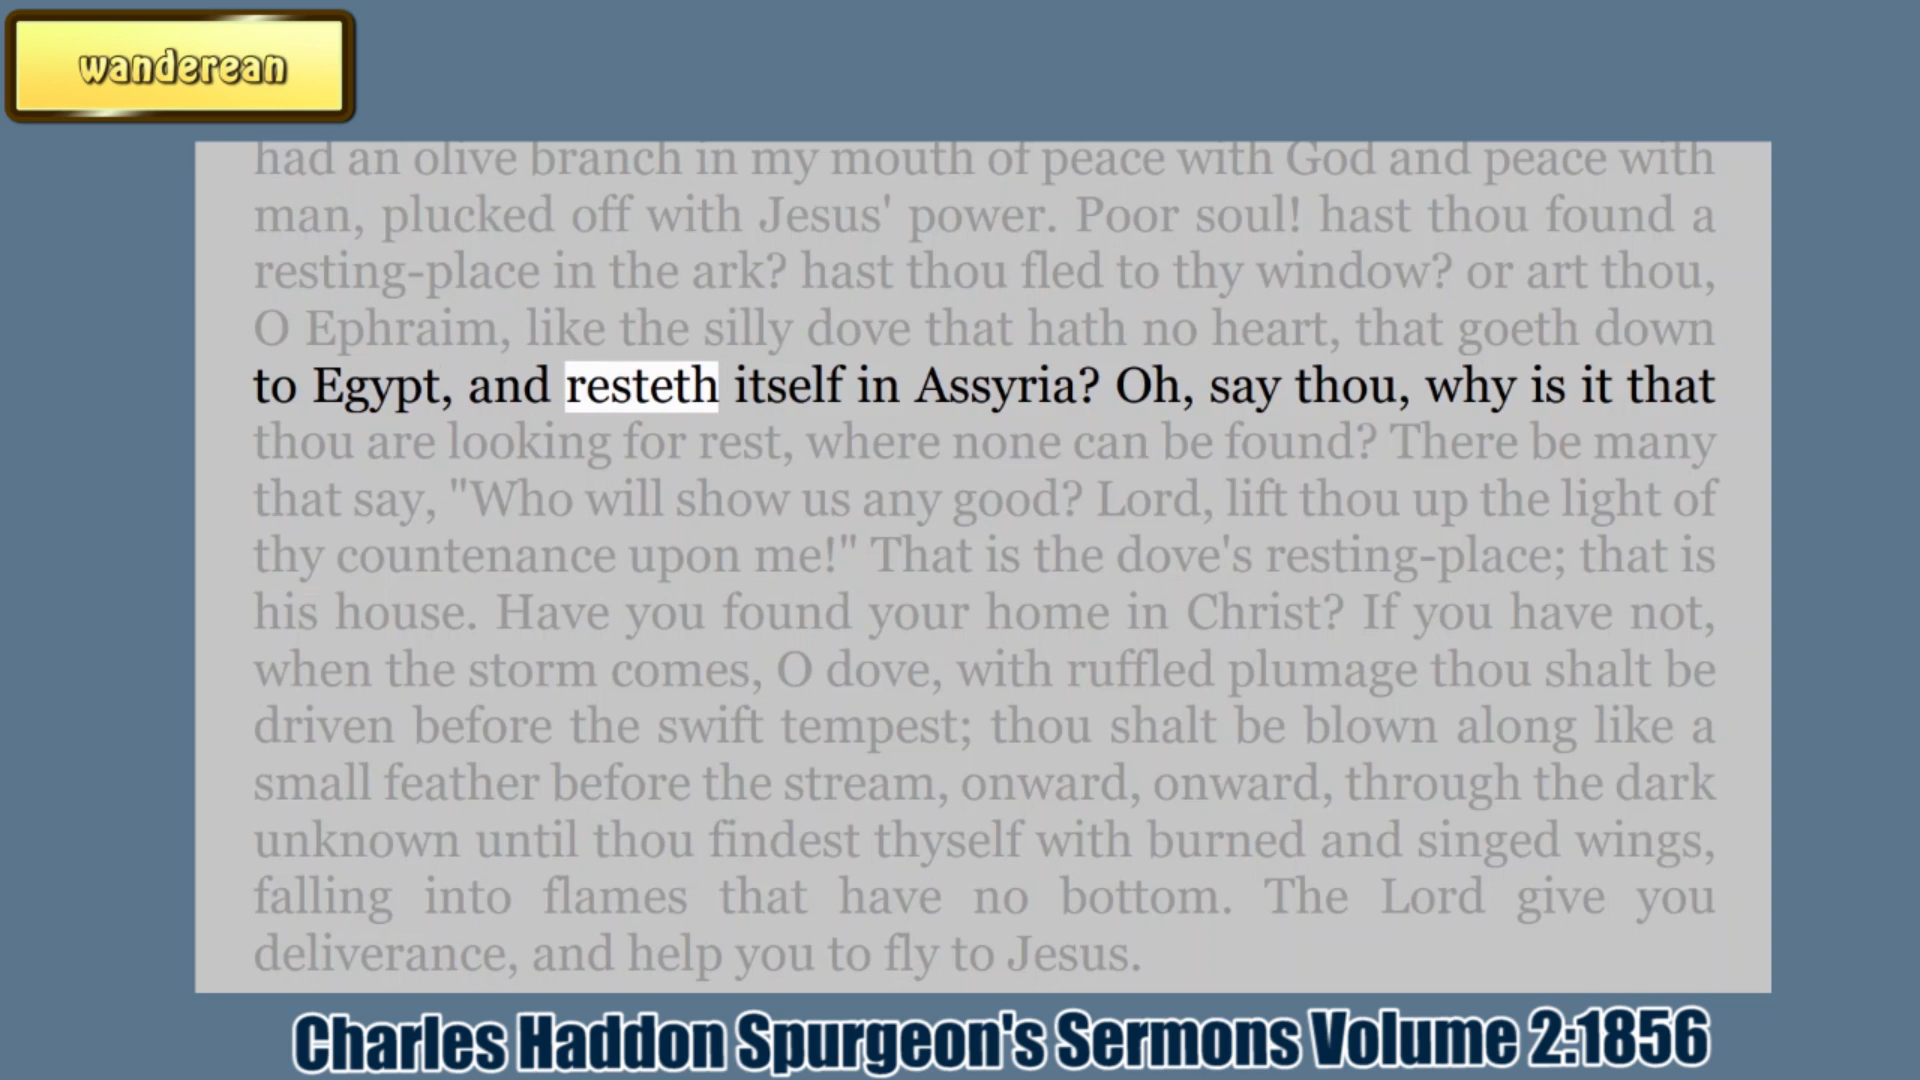 wanderean
had an olive branch in my mouth of peace with God and peace with
man, plucked off with Jesus' power. Poor soul! hast thou found a
resting-place in the ark? hast thou fled to thy window? or art thou,
O Ephraim, like the silly dove that hath no heart, that goeth down
to Egypt, and resteth itself in Assyria? Oh, say thou, why is it that
thou are looking for rest, where none can be found? There be many
that say, "Who will show us any good? Lord, lift thou up the light of
thy countenance upon me!" That is the dove's resting-place; that is
his house. Have you found your home in Christ? If you have not,
when the storm comes, O dove, with ruffled plumage thou shalt be
driven before the swift tempest; thou shalt be blown along like a
small feather before the stream, onward, onward, through the dark
unknown until thou findest thyself with burned and singed wings,
falling into flames that have no bottom. The Lord give you
deliverance, and help you to fly to Jesus.
Charles Haddon Spurgeon's Sermons Volume 2:1856